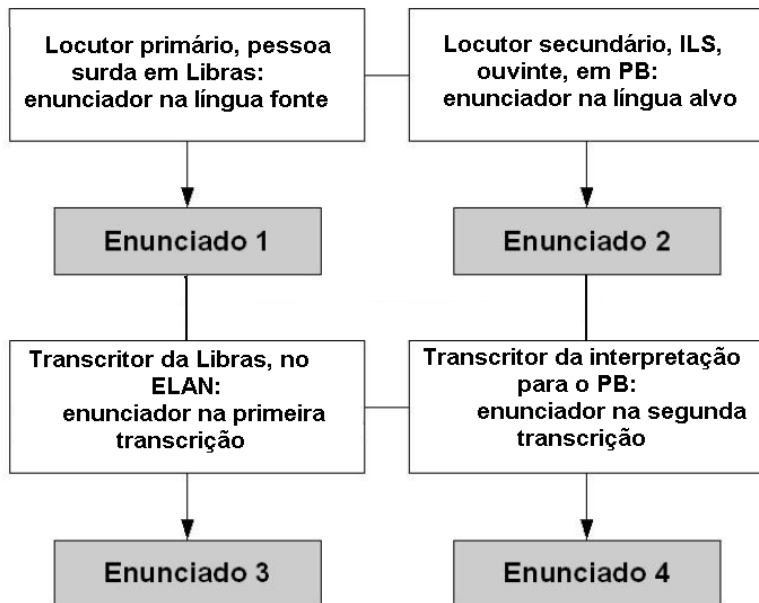 Locutor primário, pessoa
surda em Libras:
enunciador na língua fonte
Locutor secundário, ILS,
ouvinte, em PB:
enunciador na língua alvo
Enunciado 1
Enunciado 2
Transcritor da Libras, no
ELAN:
enunciador na primeira
transcrição
Transcritor da interpretação
para o PB:
enunciador na segunda
transcrição
Enunciado 3
Enunciado 4